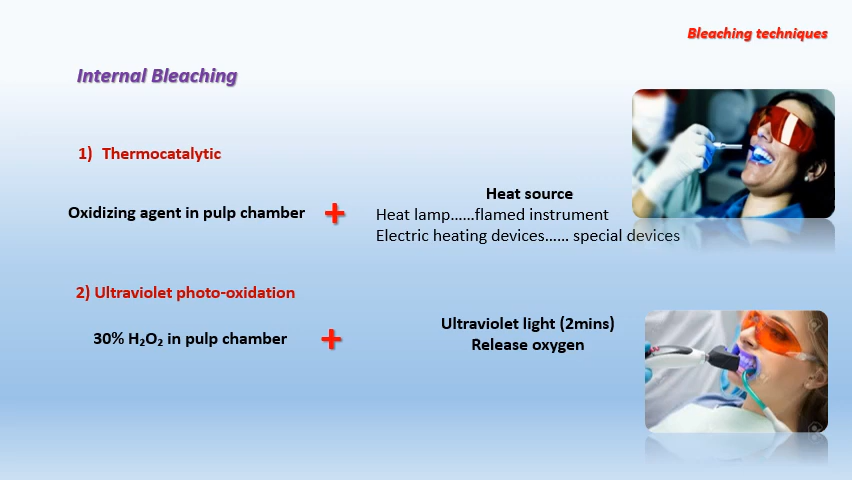 Bleaching techniques
Internal Bleaching
1) Thermocatalytic
Oxidizing agent in pulp chamber + Heat source
Heat lamp......flamed instrument
Electric heating devices...... special devices
2) Ultraviolet photo-oxidation
30% H₂O₂ in pulp chamber + Ultraviolet light (2mins)
Release oxygen